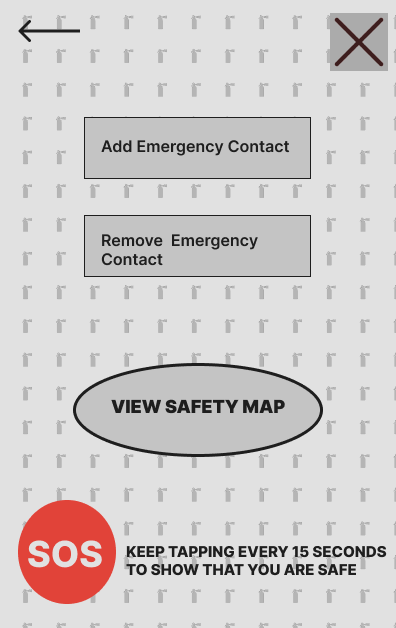 Add Emergency Contact
Remove  Emergency
Contact
VIEW SAFETY MAP
SOS
KEEP TAPPING EVERY 15 SECONDS
TO SHOW THAT YOU ARE SAFE